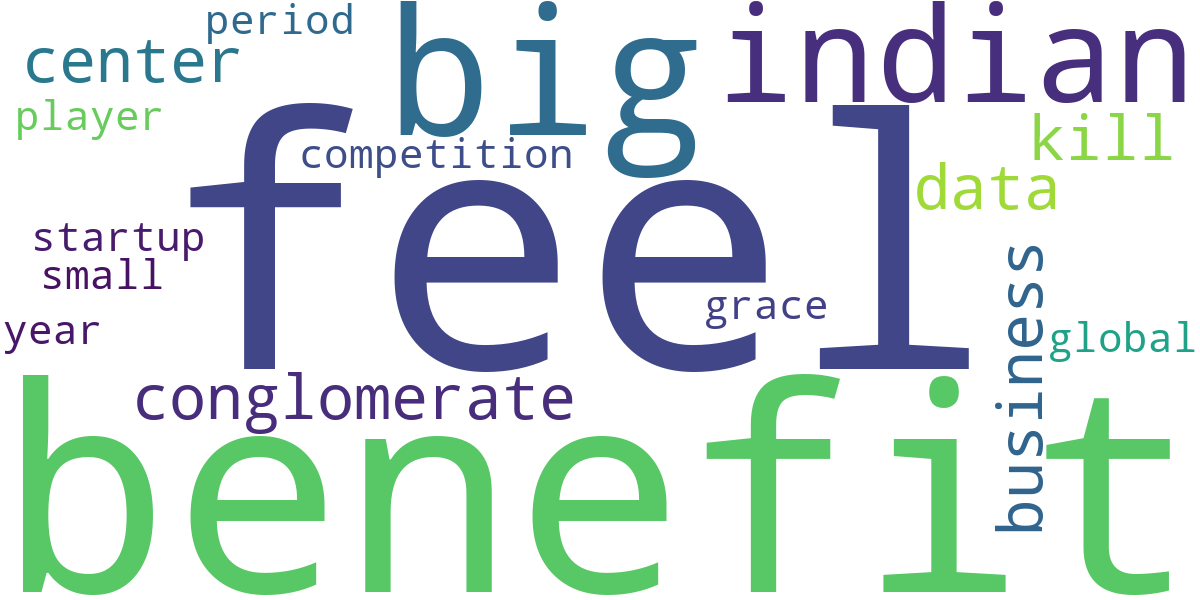 period
big
indian
center
player
competition
kill
feel
data
startup
small
grace
year
business
global
conglomerate
benefit